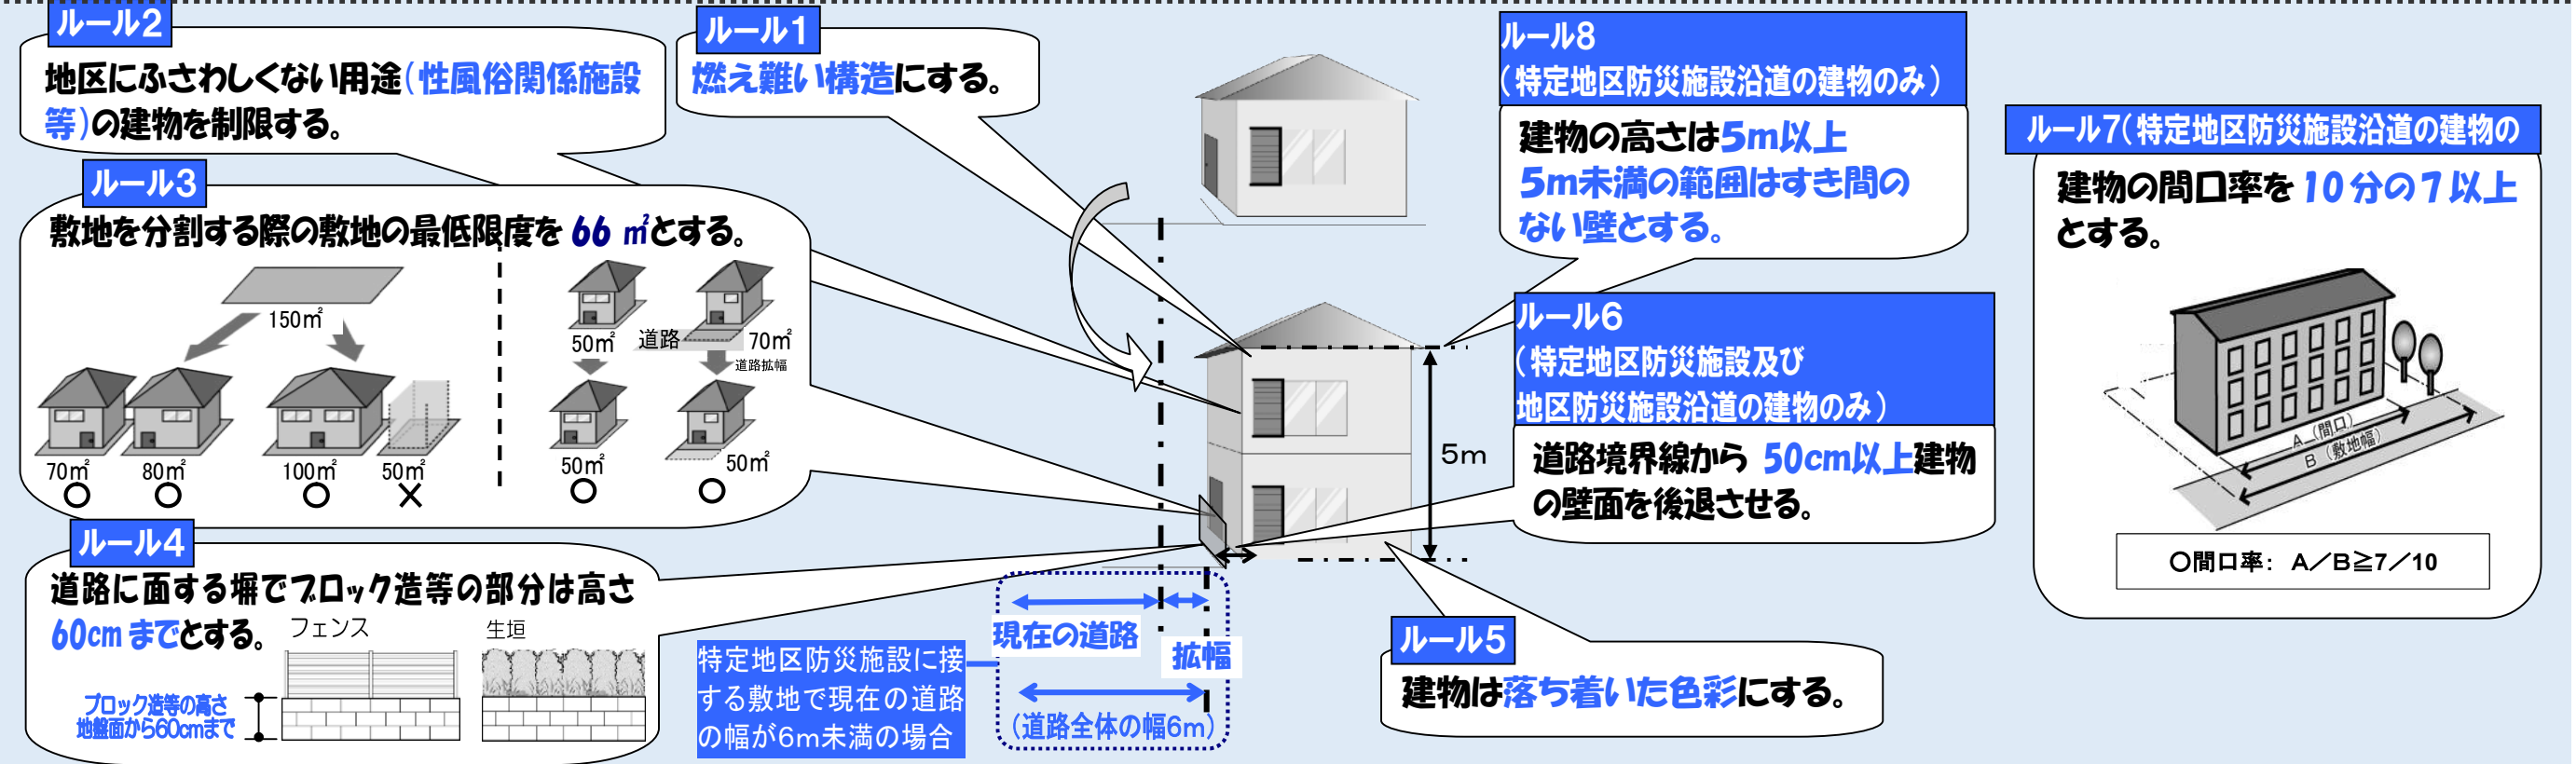 ルール2
地区にふさわしくない用途(性風俗関係施設
等)の建物を制限する。
ルール1
燃え難い構造にする。
ルール3
敷地を分割する際の敷地の最低限度を 66 ㎡とする。
150㎡
70㎡
80㎡
100㎡
50㎡
○
○
○
×
50㎡
道路
70㎡
道路拡幅
50㎡
50㎡
○
○
ルール4
道路に面する塀でブロック造等の部分は高さ
60cm までとする。
フェンス
生垣
ブロック造等の高さ
地盤面から60cmまで
特定地区防災施設に接
する敷地で現在の道路
の幅が6m未満の場合
現在の道路
拡幅
(道路全体の幅6m)
5m
ルール8
(特定地区防災施設沿道の建物のみ)
建物の高さは5m以上
5m未満の範囲はすき間の
ない壁とする。
ルール6
(特定地区防災施設及び
地区防災施設沿道の建物のみ)
道路境界線から 50cm以上建物
の壁面を後退させる。
ルール5
建物は落ち着いた色彩にする。
ルール7(特定地区防災施設沿道の建物の
建物の間口率を 10分の7以上
とする。
A (間口)
B (敷地幅)
○間口率: A/B≧7/10